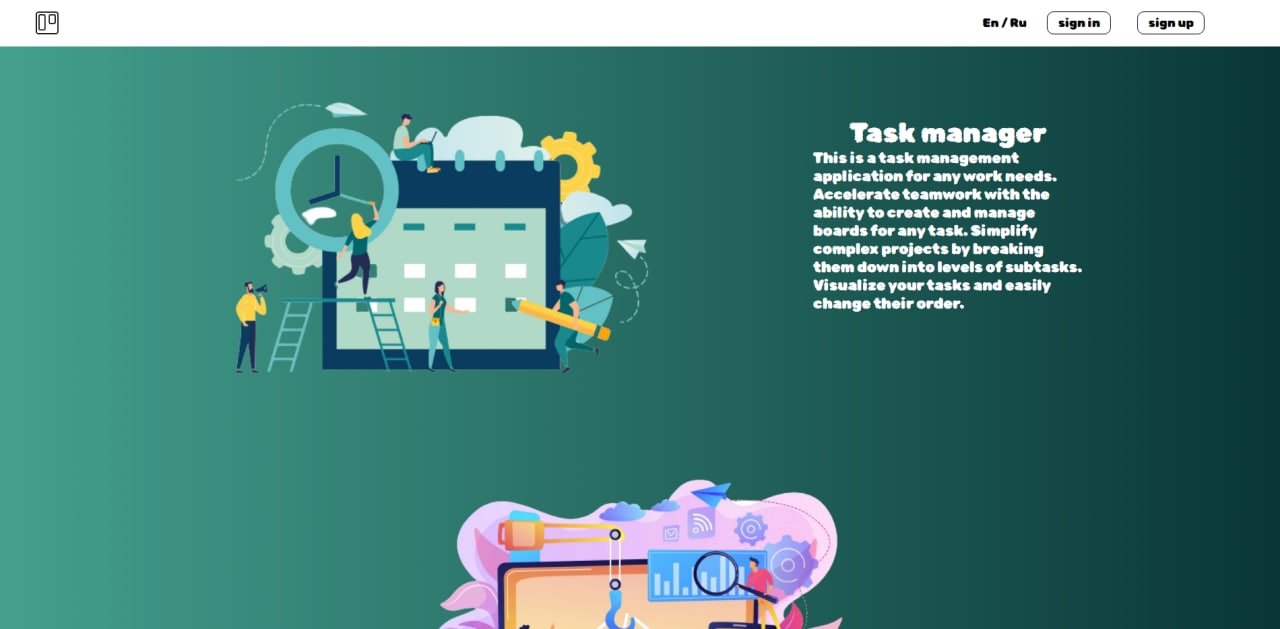 En / Ru
sign in
sign up
Task manager
This is a task management
application for any work needs.
Accelerate teamwork with the
ability to create and manage
boards for any task. Simplify
complex projects by breaking
them down into levels of subtasks.
Visualize your tasks and easily
change their order.